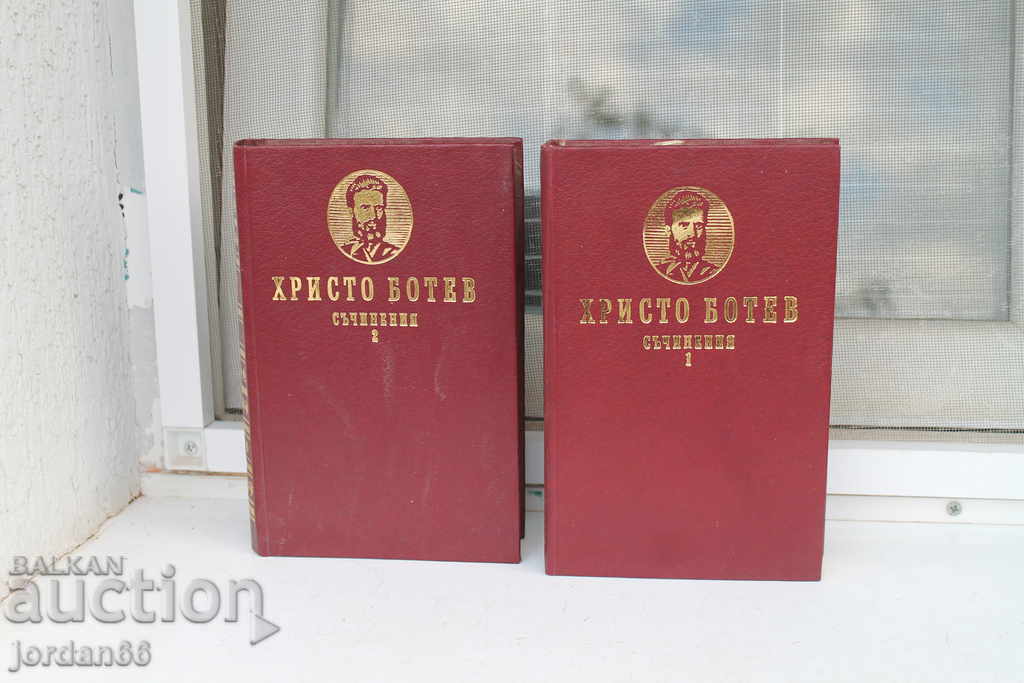 ХРИСТО БОТЕВ
СЪЧИНЕНИЯ
2
ХРИСТО БОТЕВ
СЪЧИНЕНИЯ
1
BALKAN
auction
jordan66